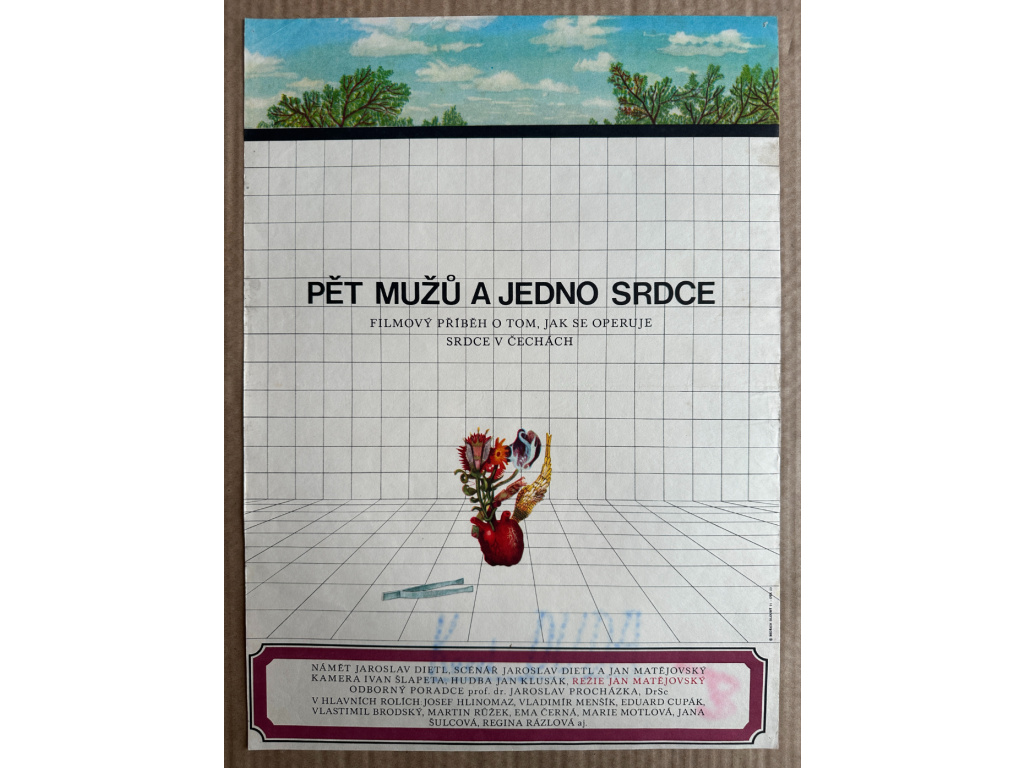 PĚT MUŽŮ A JEDNO SRDCE
FILMOVÝ PŘÍBĚH O TOM, JAK SE OPERUJE
SRDCE V ČECHÁCH
NÁMĚT JAROSLAV DIETL, SCÉNÁŘ JAROSLAV DIETL A JAN MATĚJOVSKÝ
KAMERA IVAN ŠLAPETA, HUDBA JAN KLUSÁK, REŽIE JAN MATĚJOVSKÝ
ODBORNÝ PORADCE prof. dr. JAROSLAV PROCHÁZKA, DrSc
V HLAVNÍCH ROLÍCH: JOSEF HLINOMAZ, VLADIMÍR MENŠÍK, EDUARD CUPÁK,
VLASTIMIL BRODSKÝ, MARTIN RŮŽEK, EMA ČERNÁ, MARIE MOTLOVÁ, JANA
ŠULCOVÁ, REGINA RÁZLOVÁ aj.